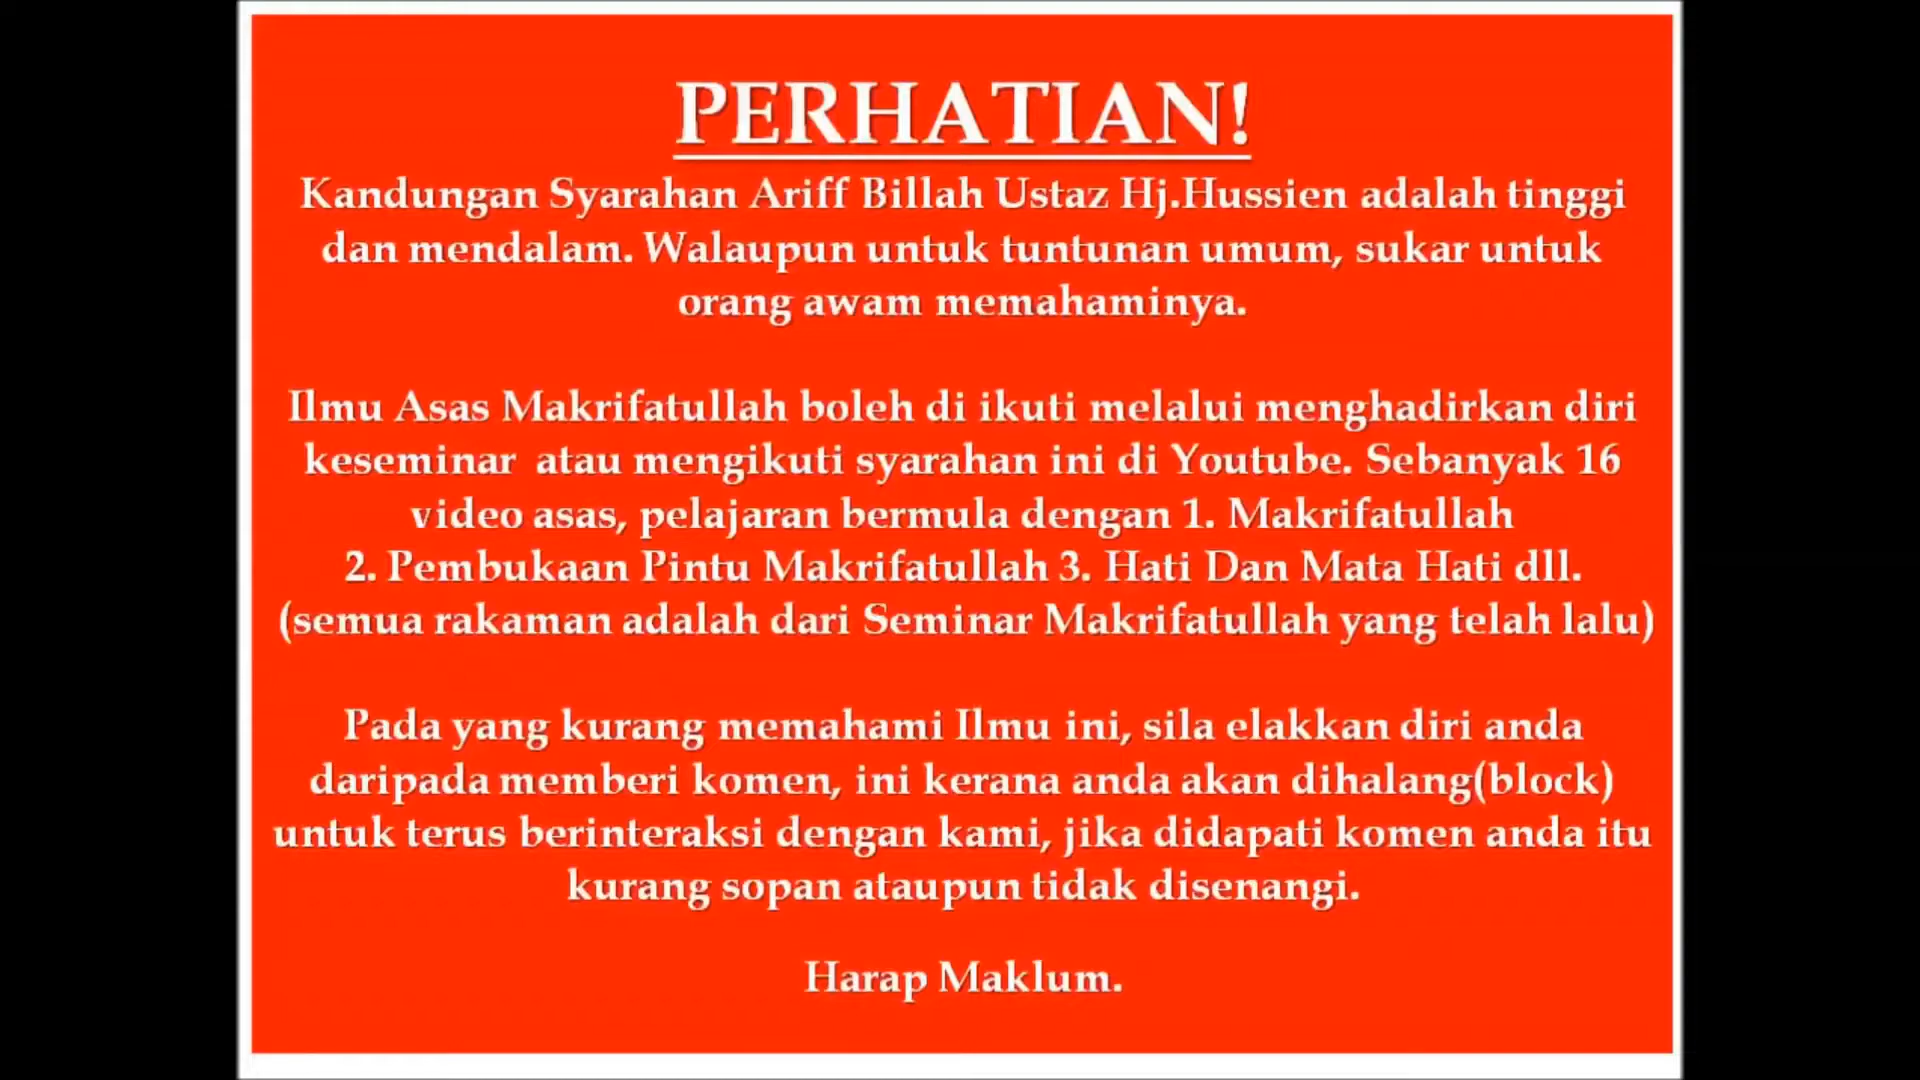 PERHATIAN!
Kandungan Syarahan Ariff Billah Ustaz Hj.Hussien adalah tinggi
dan mendalam. Walaupun untuk tuntunan umum, sukar untuk
orang awam memahaminya.
Ilmu Asas Makrifatullah boleh di ikuti melalui menghadirkan diri
keseminar atau mengikuti syarahan ini di Youtube. Sebanyak 16
video asas, pelajaran bermula dengan 1. Makrifatullah
2. Pembukaan Pintu Makrifatullah 3. Hati Dan Mata Hati dll.
(semua rakaman adalah dari Seminar Makrifatullah yang telah lalu)
Pada yang kurang memahami Ilmu ini, sila elakkan diri anda
daripada memberi komen, ini kerana anda akan dihalang(block)
untuk terus berinteraksi dengan kami, jika didapati komen anda itu
kurang sopan ataupun tidak disenangi.
Harap Maklum.